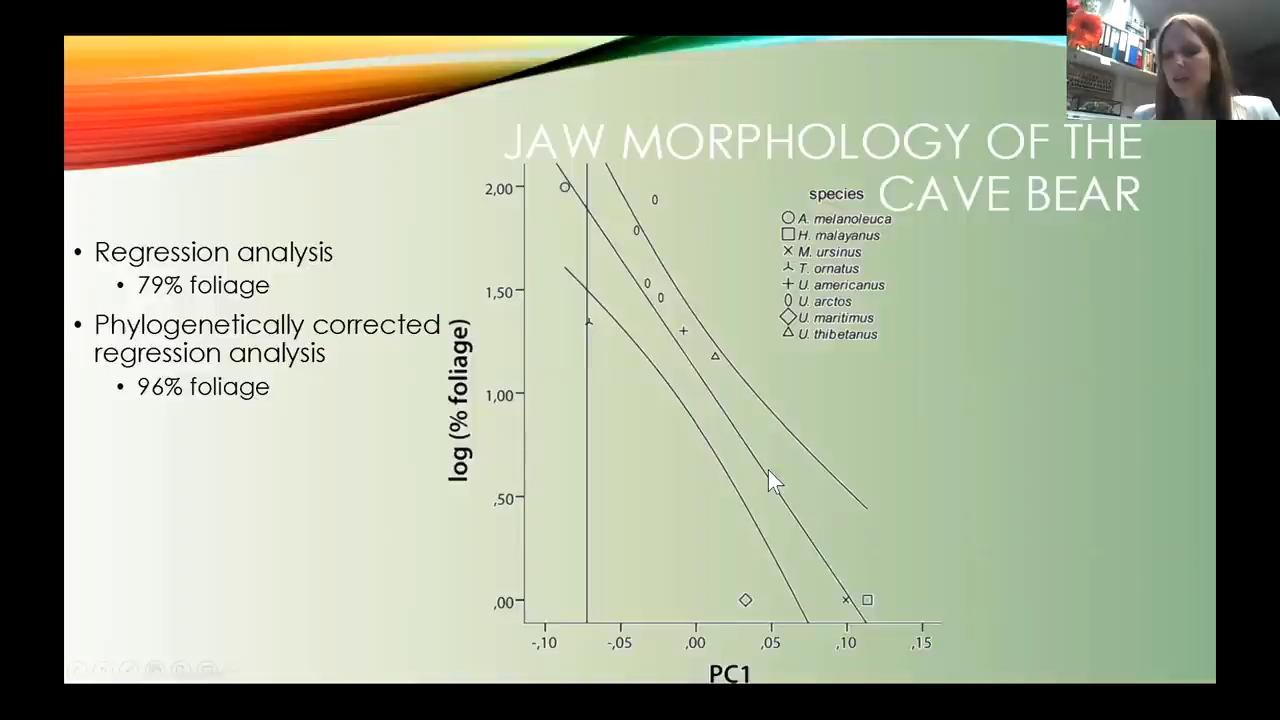 JAW MORPHOLOGY OF THE
CAVE BEAR
• Regression analysis
• 79% foliage
• Phylogenetically corrected
regression analysis
• 96% foliage
species
A. melanoleuca
H. malayanus
M. ursinus
T. ornatus
U. americanus
U. arctos
U. maritimus
U. thibetanus
log (% foliage)
2,00
1,50
1,00
,50
,00
-,10
-,05
,00
,05
,10
,15
PC1